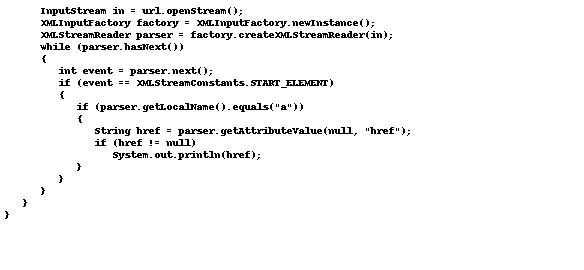 InputStream in = url.openStream();
XMLInputFactory factory = XMLInputFactory.newInstance();
XMLStreamReader parser = factory.createXMLStreamReader(in);
while (parser.hasNext())
{
int event = parser.next();
if (event == XMLStreamConstants.START_ELEMENT)
{
if (parser.getLocalName().equals("a"))
{
String href = parser.getAttributeValue(null, "href");
if (href != null)
System.out.println(href);
}
}
}
}
}